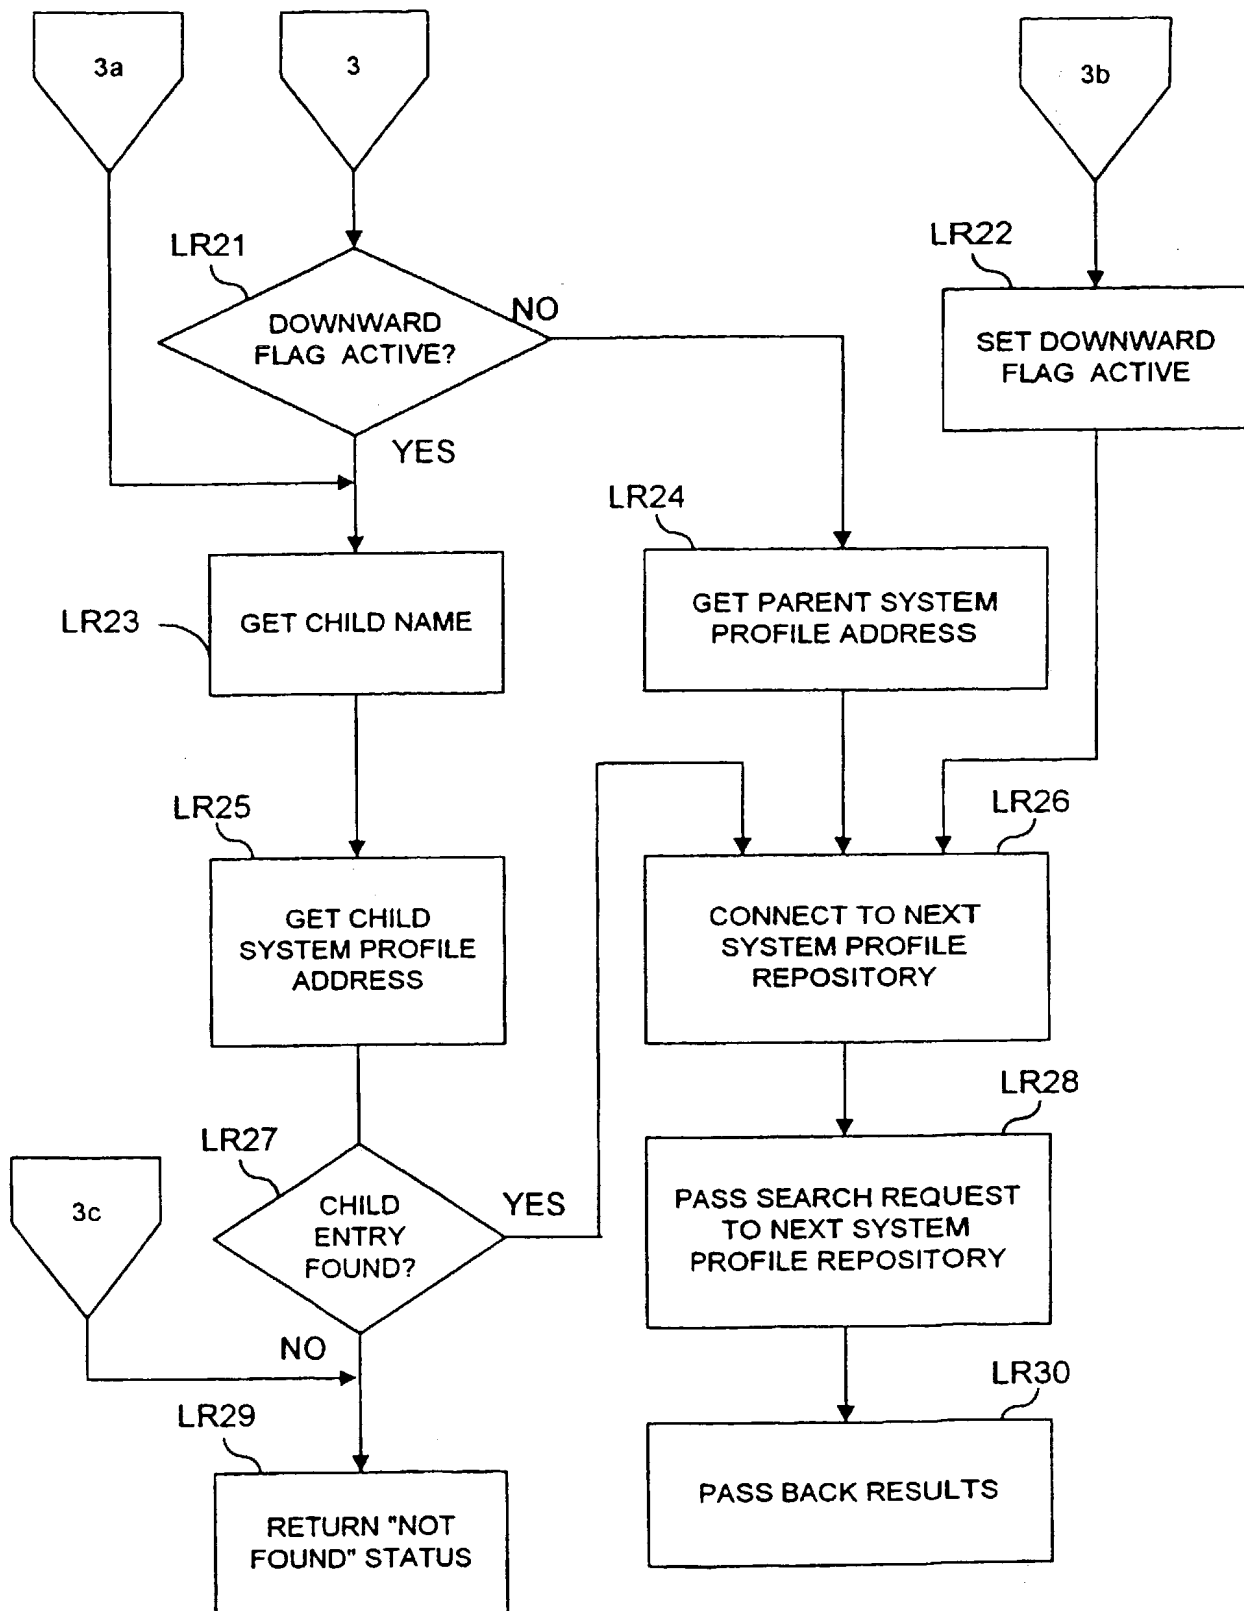 3a
3
3b
LR21
DOWNWARD
FLAG ACTIVE?
NO
YES
LR22
SET DOWNWARD
FLAG ACTIVE
LR23
GET CHILD NAME
LR24
GET PARENT SYSTEM
PROFILE ADDRESS
LR25
GET CHILD
SYSTEM PROFILE
ADDRESS
LR26
CONNECT TO NEXT
SYSTEM PROFILE
REPOSITORY
LR27
CHILD
ENTRY
FOUND?
YES
NO
3c
LR28
PASS SEARCH REQUEST
TO NEXT SYSTEM
PROFILE REPOSITORY
LR29
RETURN "NOT
FOUND" STATUS
LR30
PASS BACK RESULTS